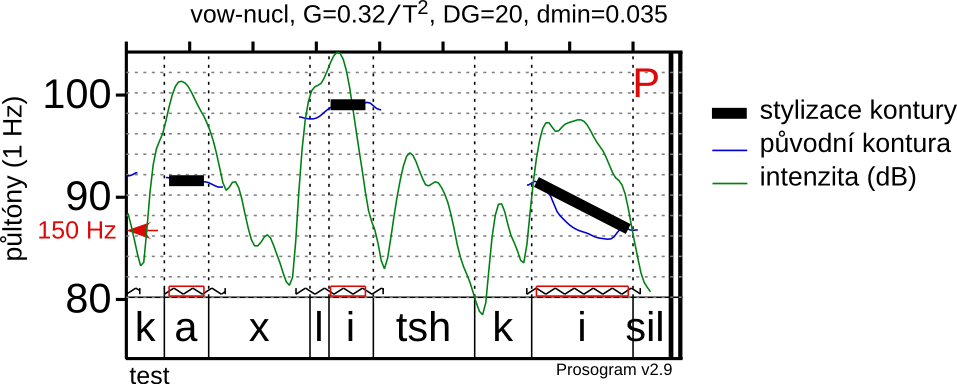 vow-nucl, G=0.32/T², DG=20, dmin=0.035
100
90
80
půltóny (1 Hz)
150 Hz
P
stylizace kontury
původní kontura
intenzita (dB)
k a x l i tsh k i sil
test
Prosogram v2.9